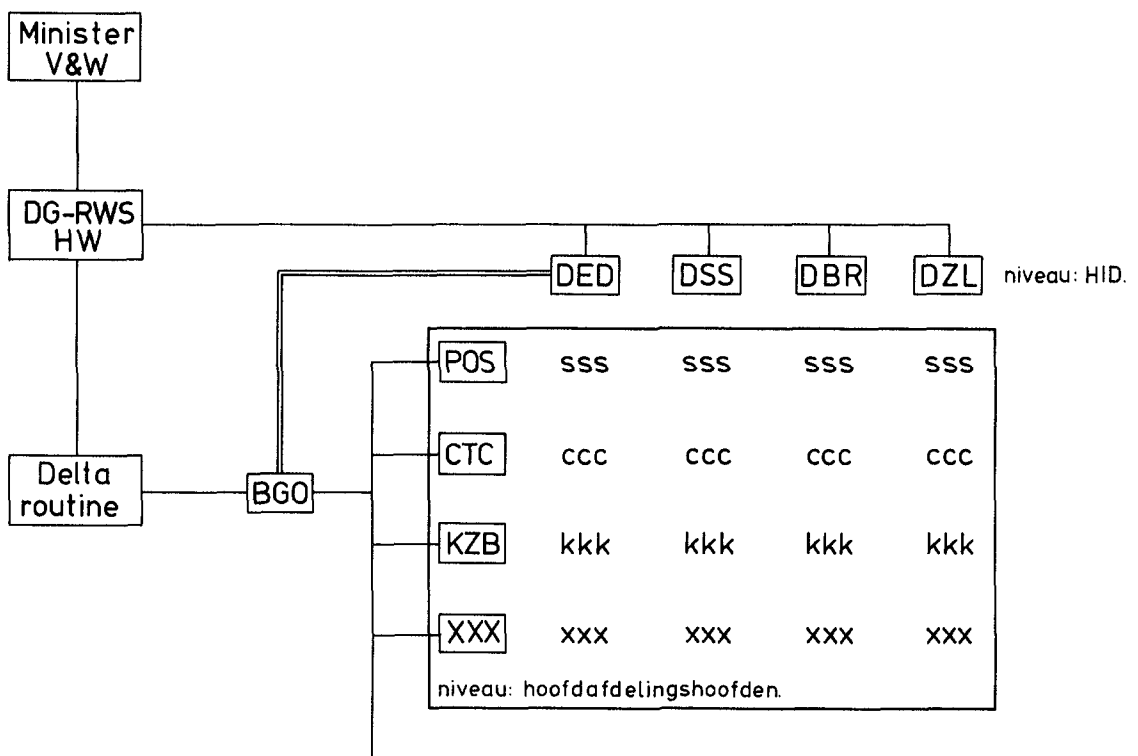 Minister
V&W
DG-RWS
HW
DED DSS DBR DZL niveau: HID.
POS sss sss sss sss
CTC ccc ccc ccc ccc
Delta
routine
BGO
KZB kkk kkk kkk kkk
XXX xxx xxx xxx xxx
niveau: hoofdafdelingshoofden.